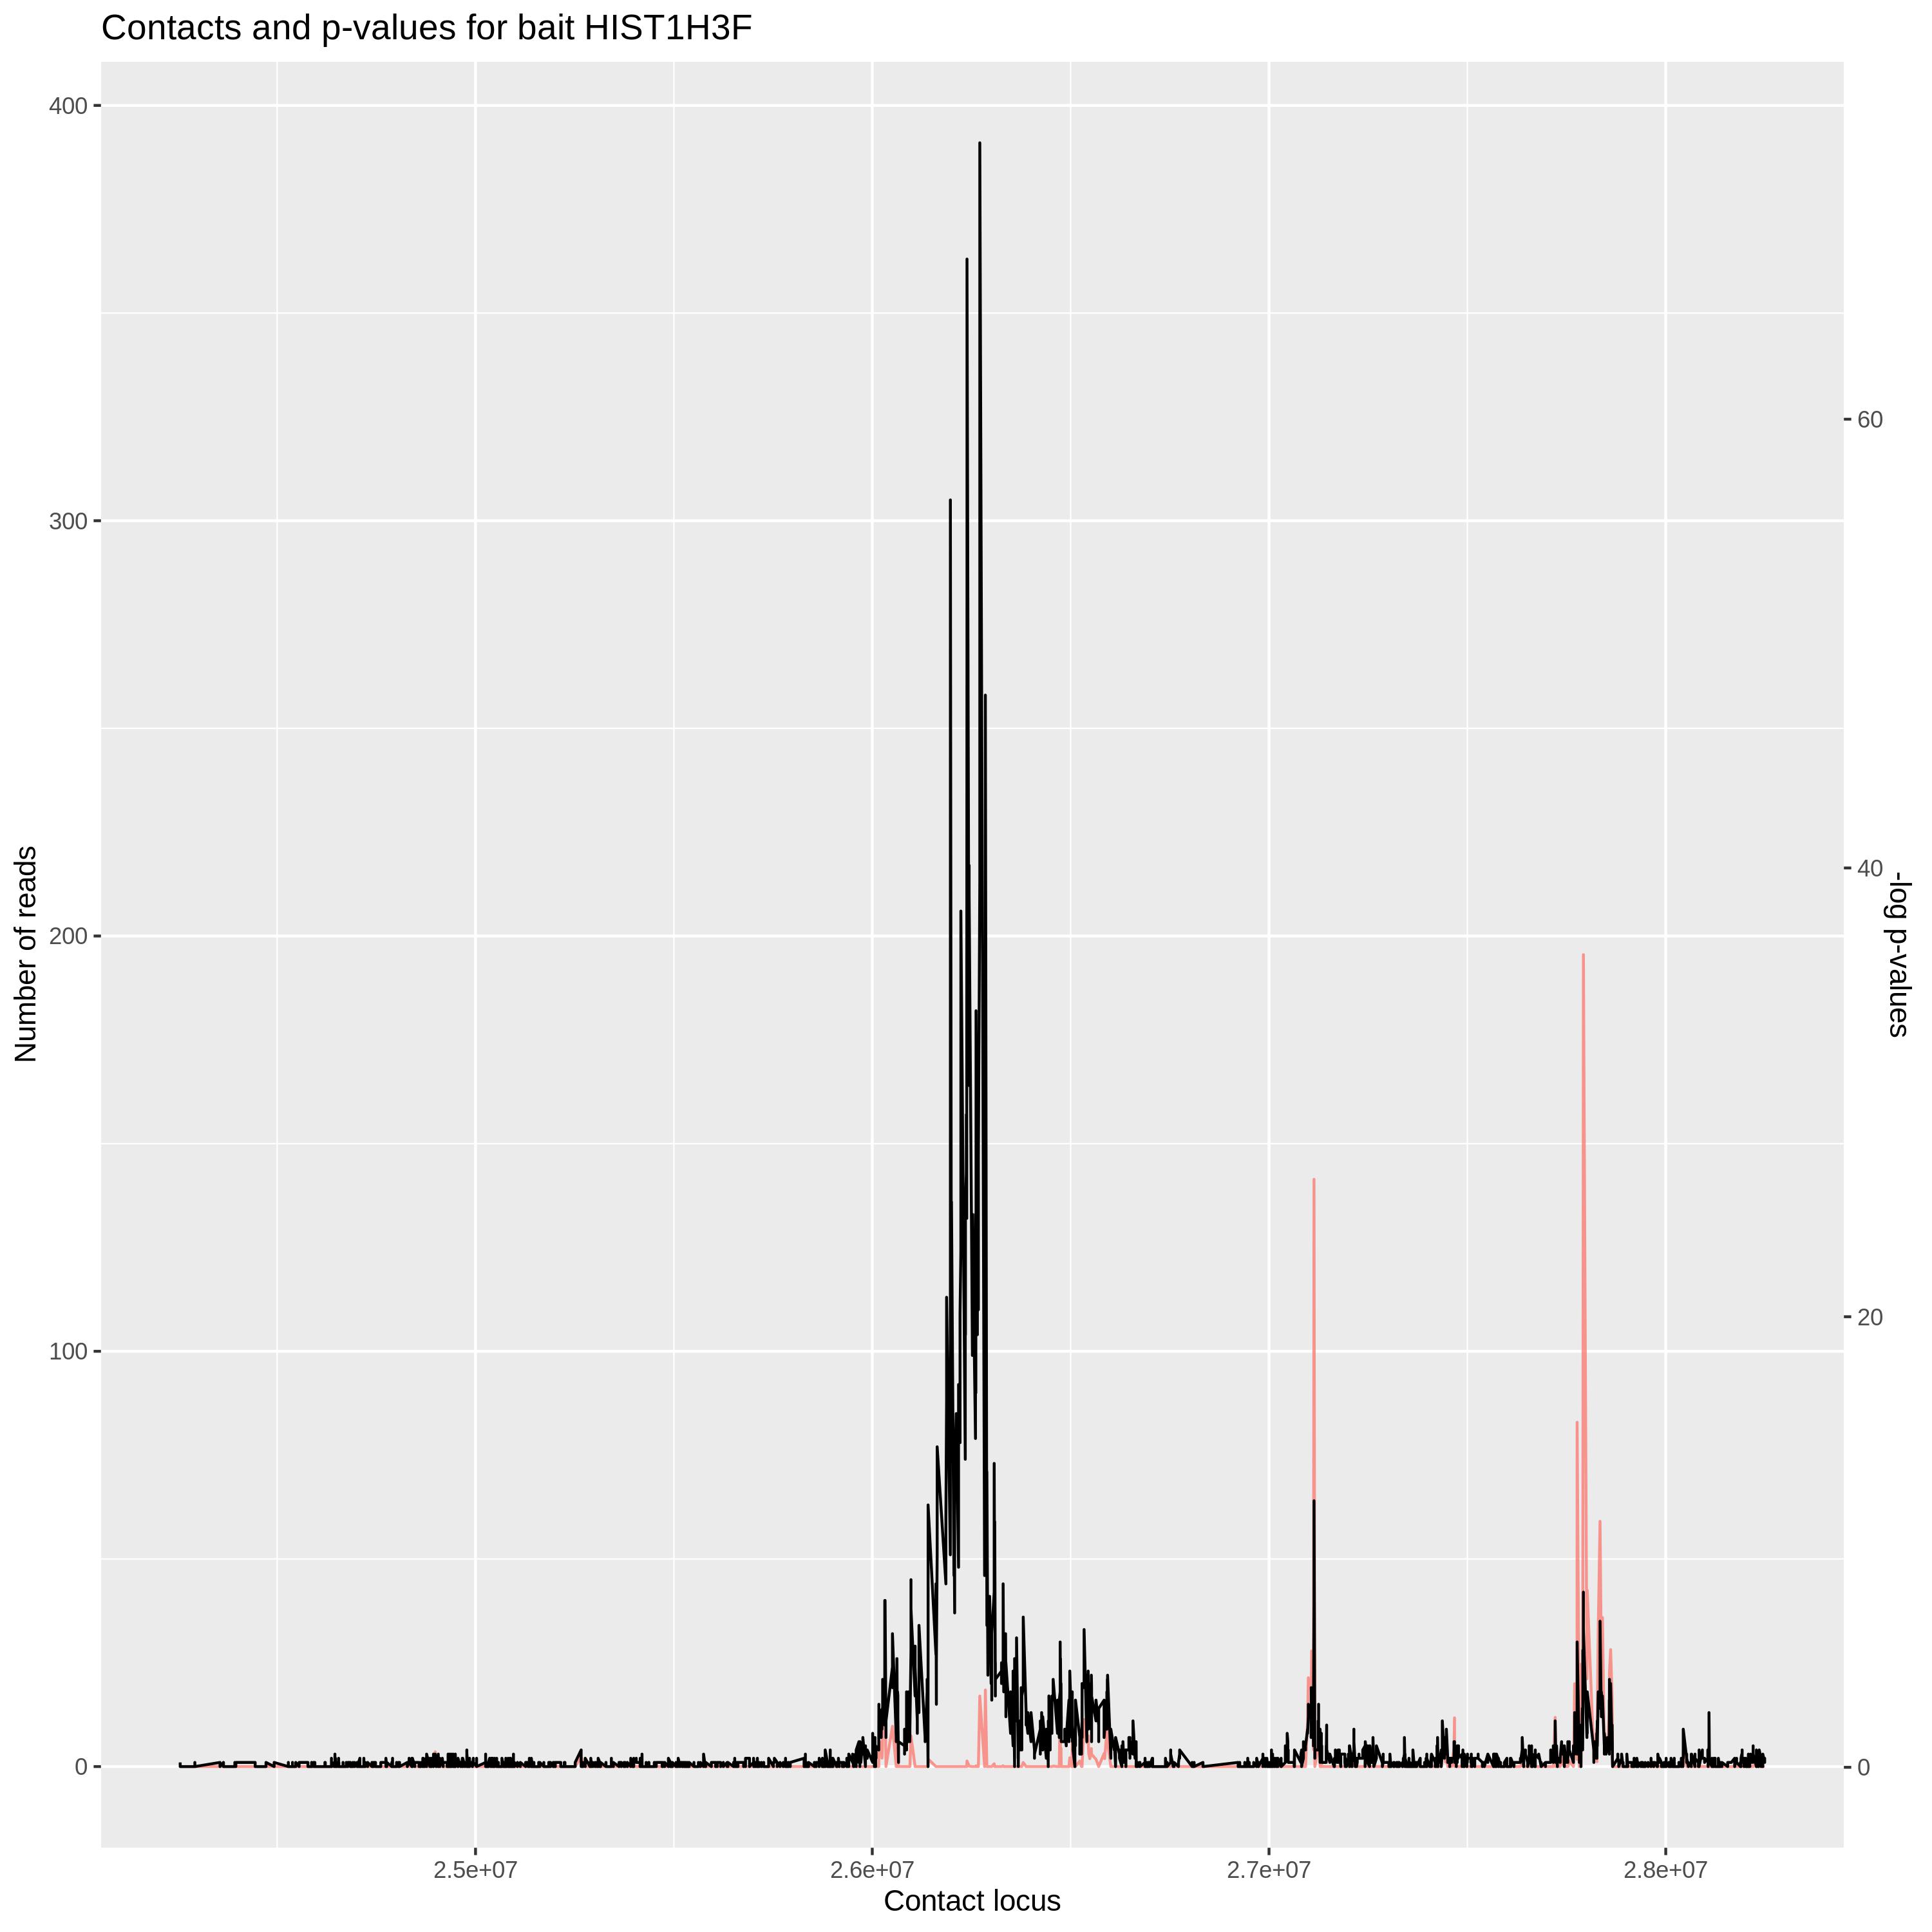 Contacts and p-values for bait HIST1H3F
400
300
200
100
0
Number of reads
60
40
20
0
-log p-values
2.5e+07
2.6e+07
2.7e+07
2.8e+07
Contact locus